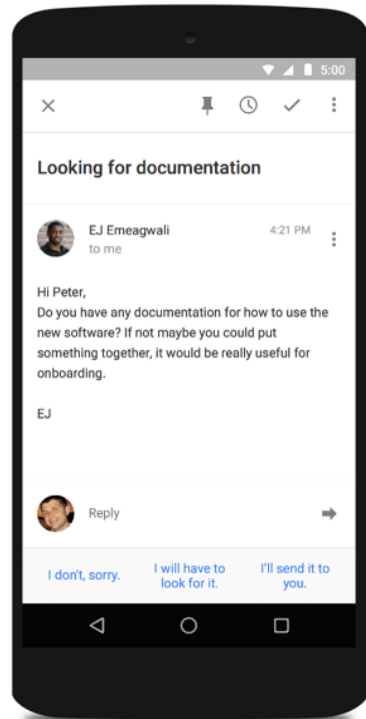 5:00
Looking for documentation
EJ Emeagwali
4:21 PM
to me
Hi Peter,
Do you have any documentation for how to use the
new software? If not maybe you could put
something together, it would be really useful for
onboarding.
EJ
Reply
I don't, sorry.
I will have to
look for it.
I'll send it to
you.